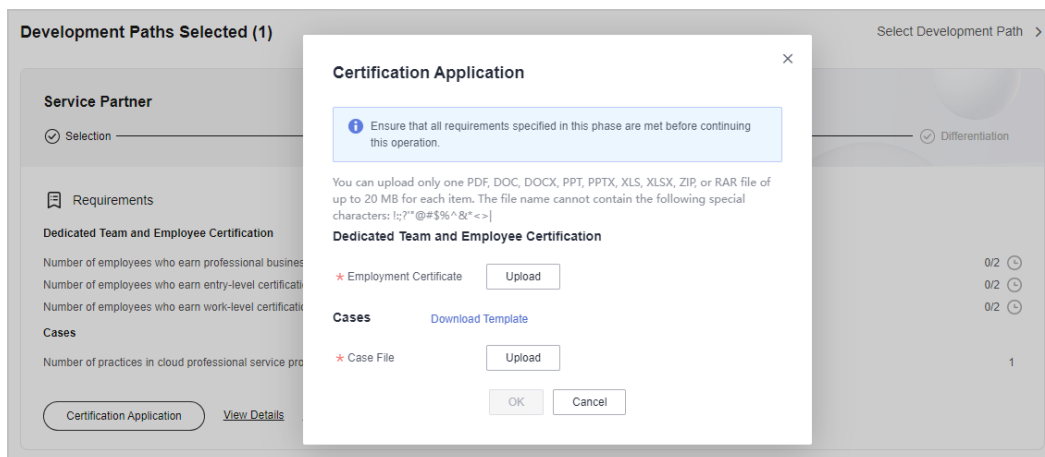 Development Paths Selected (1)
Select Development Path
Service Partner
Selection
Differentiation
Requirements
Dedicated Team and Employee Certification
Number of employees who earn professional
0/2
Number of employees who earn entry-level
0/2
Number of employees who earn work-level
0/2
Cases
Number of practices in cloud professional service
1
Certification Application
View Details
Certification Application
Ensure that all requirements specified in this phase are met before continuing
this operation.
You can upload only one PDF, DOC, DOCX, PPT, PPTX, XLS, XLSX, ZIP, or RAR file of
up to 20 MB for each item. The file name cannot contain the following special
characters: !:;?'"@#$%^&*<>|
Dedicated Team and Employee Certification
* Employment Certificate
Upload
Cases
Download Template
* Case File
Upload
OK
Cancel